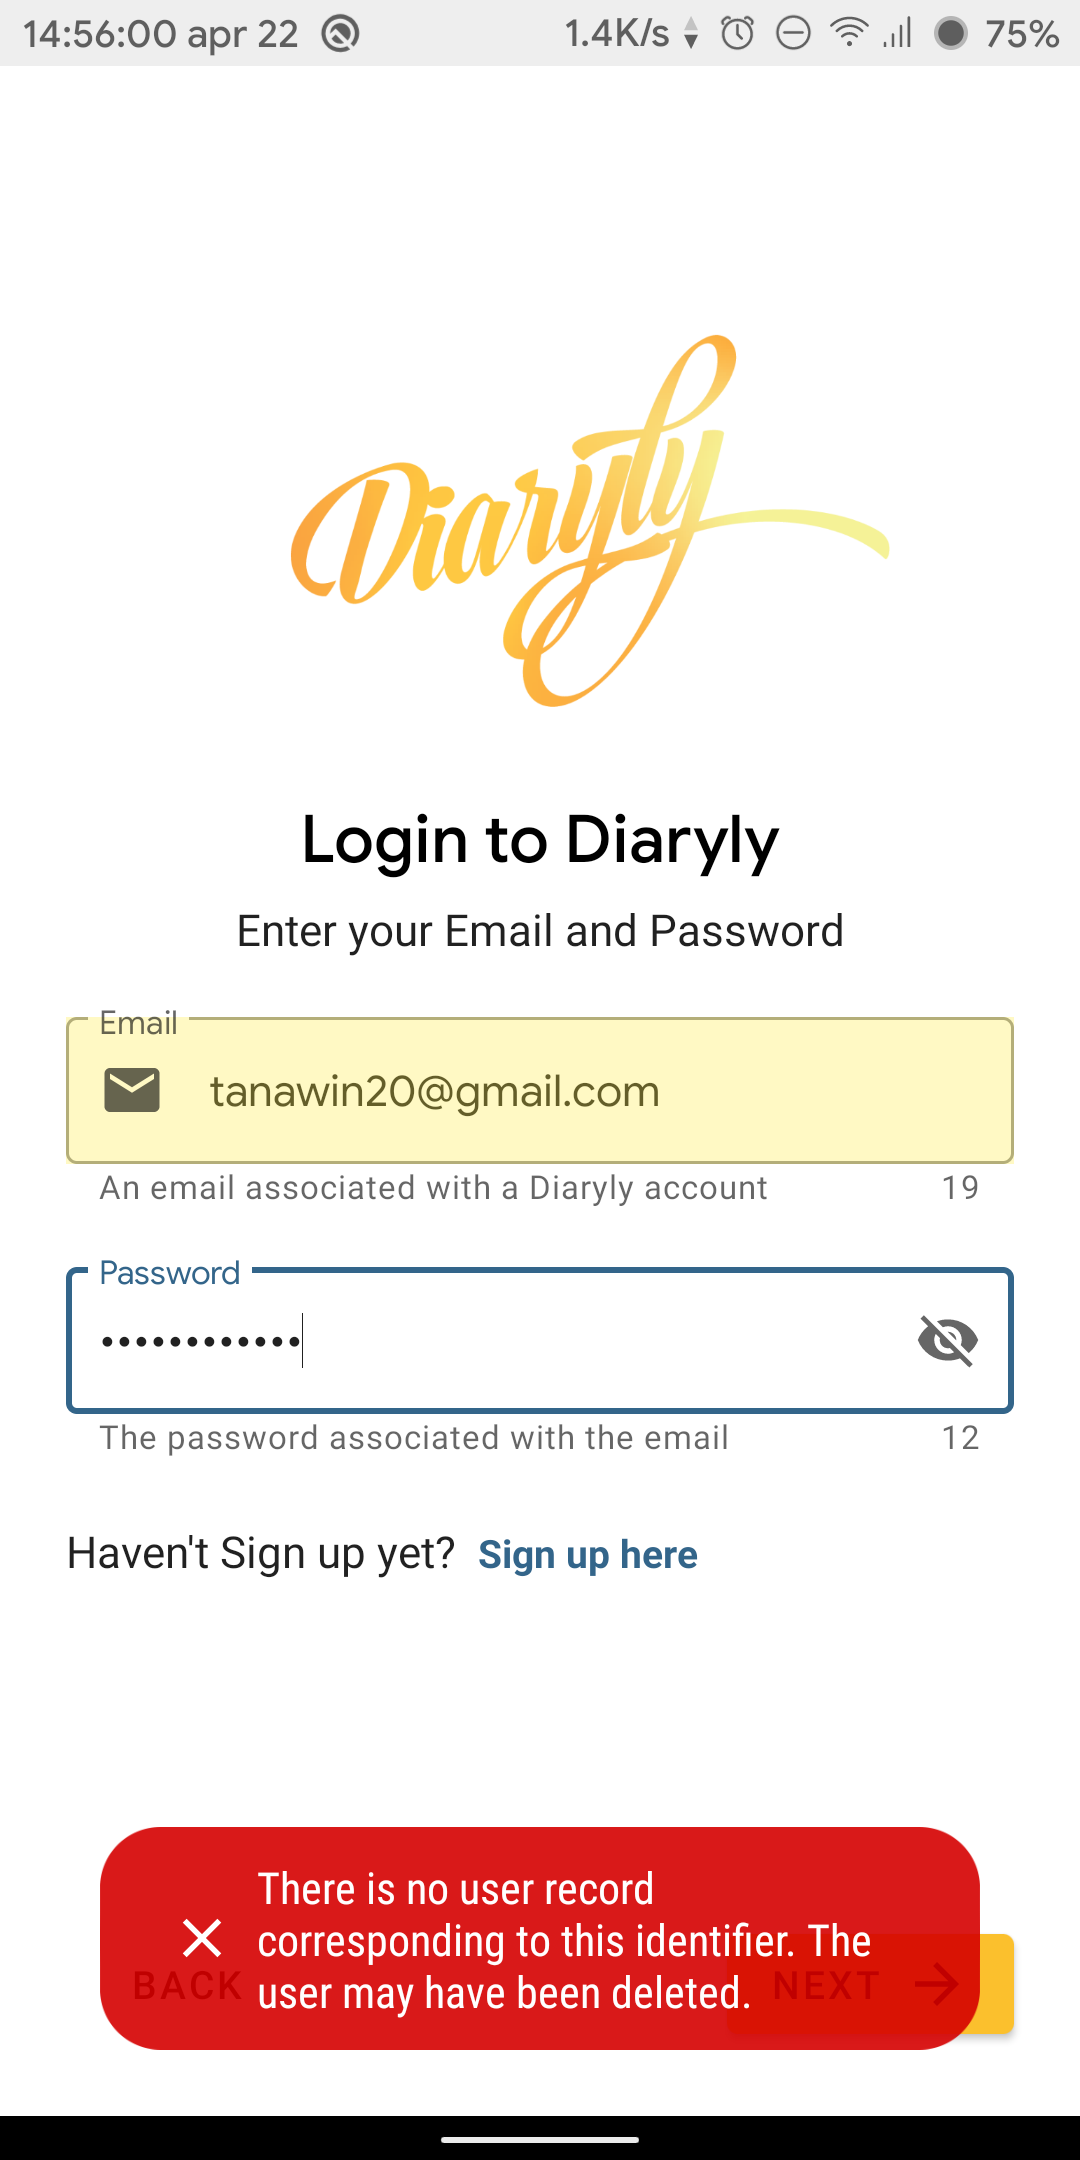 14:56:00 apr 22 1.4K/s 75%
Diaryly
Login to Diaryly
Enter your Email and Password
Email
tanawin20@gmail.com
An email associated with a Diaryly account 19
Password
••••••••••••
The password associated with the email 12
Haven't Sign up yet? Sign up here
There is no user record
corresponding to this identifier. The
user may have been deleted.
BACK NEXT